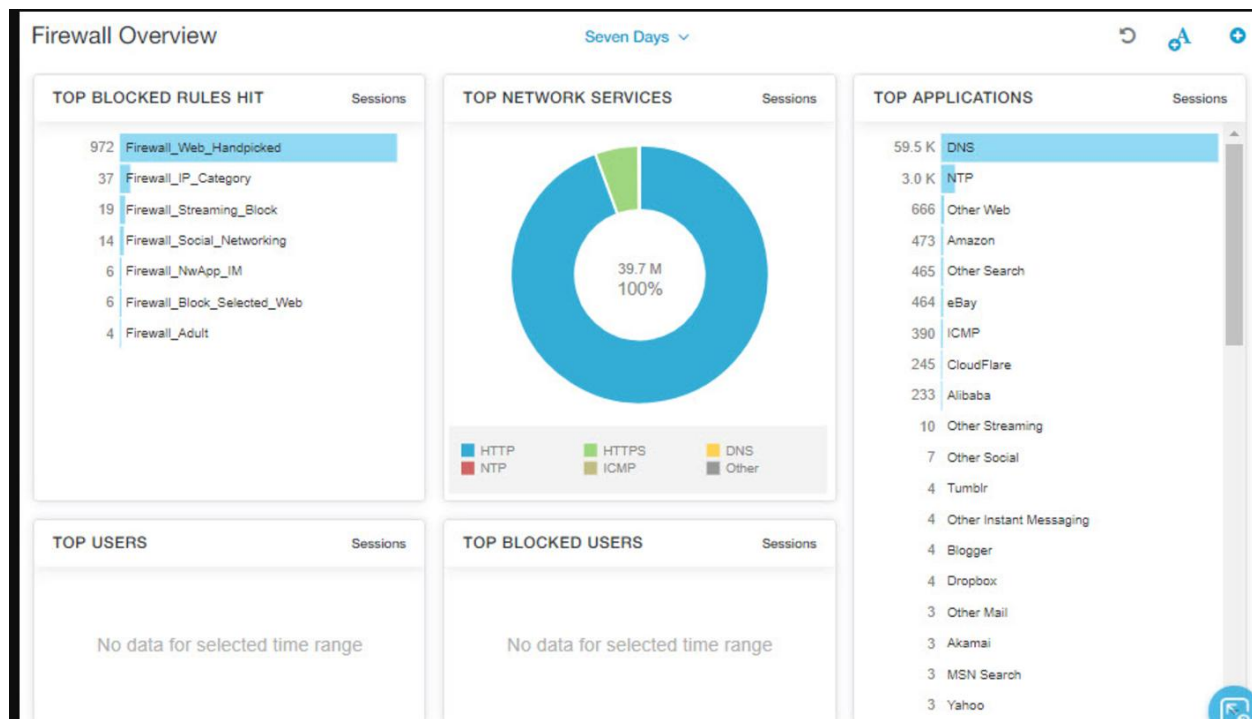 Firewall Overview
Seven Days
A
TOP BLOCKED RULES HIT Sessions
972 Firewall_Web_Handpicked
37 Firewall_IP_Category
19 Firewall_Streaming_Block
14 Firewall_Social_Networking
6 Firewall_NwApp_IM
6 Firewall_Block_Selected_Web
4 Firewall_Adult
TOP NETWORK SERVICES Sessions
39.7 M
100%
HTTP HTTPS DNS
NTP ICMP Other
TOP APPLICATIONS Sessions
59.5 K DNS
3.0 K NTP
666 Other Web
473 Amazon
465 Other Search
464 eBay
390 ICMP
245 CloudFlare
233 Alibaba
10 Other Streaming
7 Other Social
4 Tumblr
4 Other Instant Messaging
4 Blogger
4 Dropbox
3 Other Mail
3 Akamai
3 MSN Search
3 Yahoo
TOP USERS Sessions
No data for selected time range
TOP BLOCKED USERS Sessions
No data for selected time range